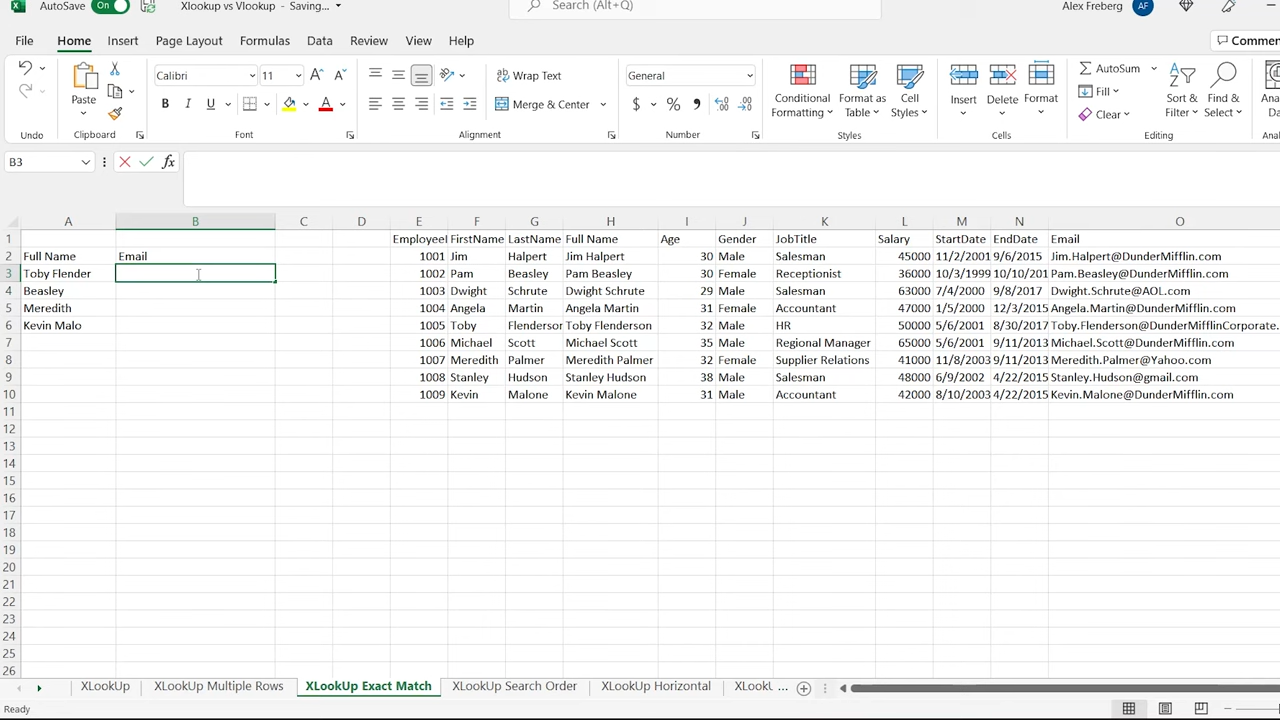 AutoSave On Xlookup vs Vlookup - Saving... Search (Alt+Q) Alex Freberg AF
File Home Insert Page Layout Formulas Data Review View Help
Calibri 11 Wrap Text General AutoSum
Paste Conditional Format as Cell Insert Delete Format Fill Sort & Find &
B I U A Merge & Center $ % , Formatting Table Styles Clear Filter Select
Undo Clipboard Font Alignment Number Styles Cells Editing
B3 fx
A B C D E F G H I J K L M N O
1 EmployeeI FirstName LastName Full Name Age Gender JobTitle Salary StartDate EndDate Email
2 Full Name Email 1001 Jim Halpert Jim Halpert 30 Male Salesman 45000 11/2/2001 9/6/2015 Jim.Halpert@DunderMifflin.com
3 Toby Flender 1002 Pam Beasley Pam Beasley 30 Female Receptionist 36000 10/3/1999 10/10/201 Pam.Beasley@DunderMifflin.com
4 Beasley 1003 Dwight Schrute Dwight Schrute 29 Male Salesman 63000 7/4/2000 9/8/2017 Dwight.Schrute@AOL.com
5 Meredith 1004 Angela Martin Angela Martin 31 Female Accountant 47000 1/5/2000 12/3/2015 Angela.Martin@DunderMifflin.com
6 Kevin Malo 1005 Toby Flenderson Toby Flenderson 32 Male HR 50000 5/6/2001 8/30/2017 Toby.Flenderson@DunderMifflinCorporate.
7 1006 Michael Scott Michael Scott 35 Male Regional Manager 65000 5/6/2001 9/11/2013 Michael.Scott@DunderMifflin.com
8 1007 Meredith Palmer Meredith Palmer 32 Female Supplier Relations 41000 11/8/2003 9/11/2013 Meredith.Palmer@Yahoo.com
9 1008 Stanley Hudson Stanley Hudson 38 Male Salesman 48000 6/9/2002 4/22/2015 Stanley.Hudson@gmail.com
10 1009 Kevin Malone Kevin Malone 31 Male Accountant 42000 8/10/2003 4/22/2015 Kevin.Malone@DunderMifflin.com
11
12
13
14
15
16
17
18
19
20
21
22
23
24
25
26
XLookUp XLookUp Multiple Rows XLookUp Exact Match XLookUp Search Order XLookUp Horizontal ...
Ready